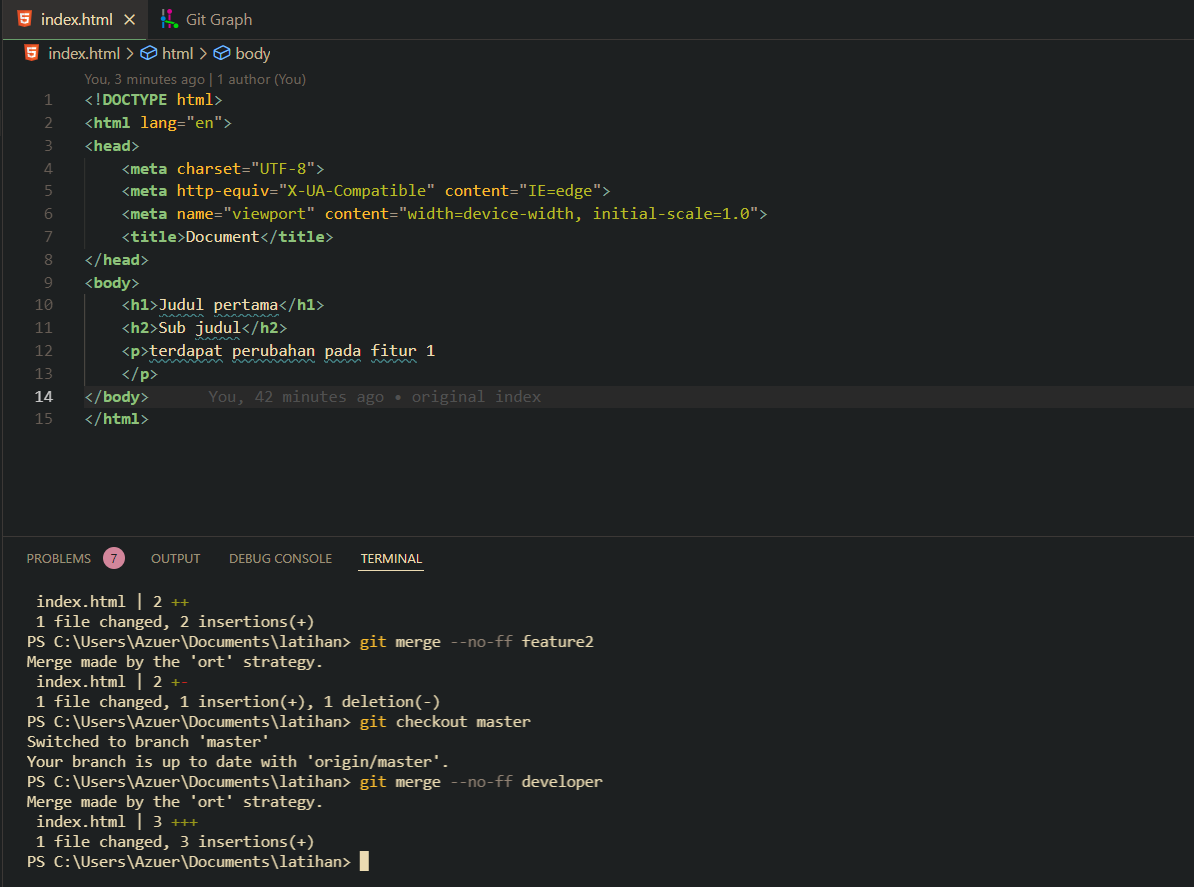 index.html
Git Graph
index.html > html > body
You, 3 minutes ago | 1 author (You)
1 <!DOCTYPE html>
2 <html lang="en">
3 <head>
4     <meta charset="UTF-8">
5     <meta http-equiv="X-UA-Compatible" content="IE=edge">
6     <meta name="viewport" content="width=device-width, initial-scale=1.0">
7     <title>Document</title>
8 </head>
9 <body>
10     <h1>Judul pertama</h1>
11     <h2>Sub judul</h2>
12     <p>terdapat perubahan pada fitur 1
13     </p>
14 </body>     You, 42 minutes ago • original index
15 </html>
PROBLEMS 7 OUTPUT DEBUG CONSOLE TERMINAL
index.html | 2 ++
1 file changed, 2 insertions(+)
PS C:\Users\Azuer\Documents\latihan> git merge --no-ff feature2
Merge made by the 'ort' strategy.
index.html | 2 +-
1 file changed, 1 insertion(+), 1 deletion(-)
PS C:\Users\Azuer\Documents\latihan> git checkout master
Switched to branch 'master'
Your branch is up to date with 'origin/master'.
PS C:\Users\Azuer\Documents\latihan> git merge --no-ff developer
Merge made by the 'ort' strategy.
index.html | 3 +++
1 file changed, 3 insertions(+)
PS C:\Users\Azuer\Documents\latihan>